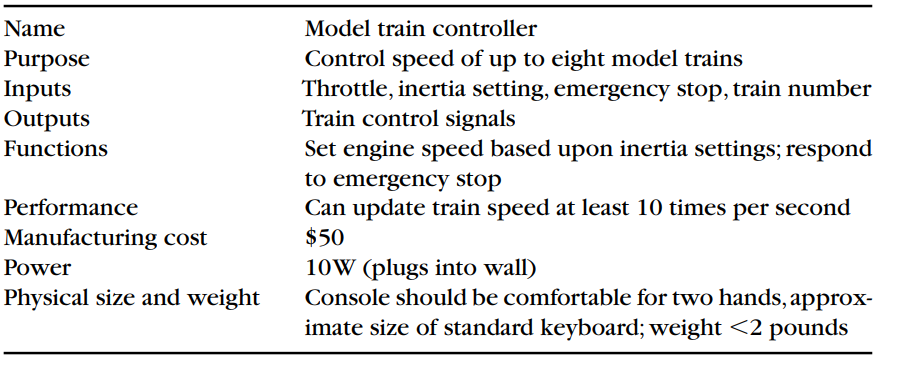 Name Model train controller
Purpose Control speed of up to eight model trains
Inputs Throttle, inertia setting, emergency stop, train number
Outputs Train control signals
Functions Set engine speed based upon inertia settings; respond
to emergency stop
Performance Can update train speed at least 10 times per second
Manufacturing cost $50
Power 10W (plugs into wall)
Physical size and weight Console should be comfortable for two hands, approx-
imate size of standard keyboard; weight <2 pounds